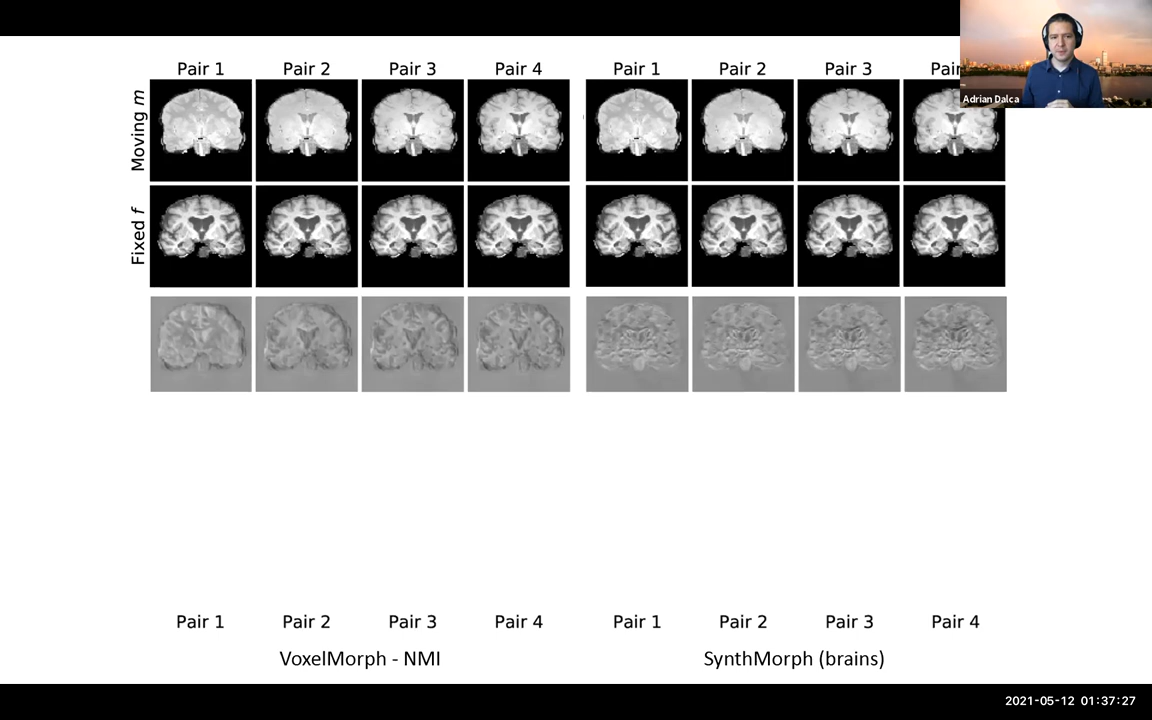 Pair 1 Pair 2 Pair 3 Pair 4 Pair 1 Pair 2 Pair 3 Pai
Adrian Dalca
Moving m
Fixed f
Pair 1 Pair 2 Pair 3 Pair 4 Pair 1 Pair 2 Pair 3 Pair 4
VoxelMorph - NMI SynthMorph (brains)
2021-05-12 01:37:27